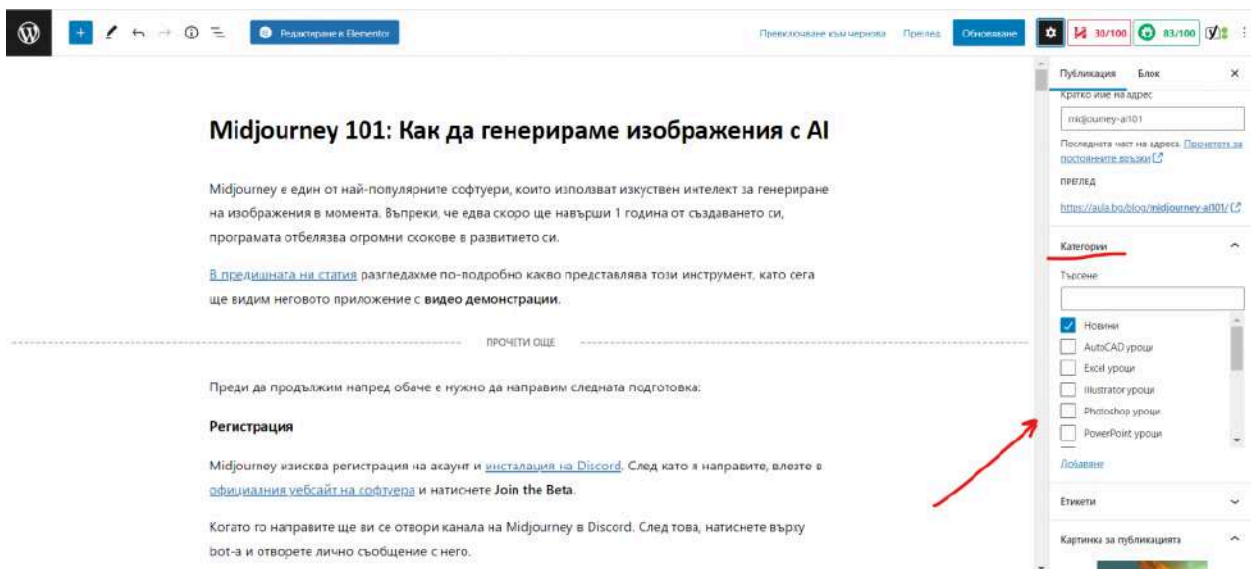 Редактиране в Elementor
Превключване към чернова Преглед Обновяване 30/100 83/100
Midjourney 101: Как да генерираме изображения с AI
Midjourney е един от най-популярните софтуери, които използват изкуствен интелект за генериране
на изображения в момента. Въпреки, че едва скоро ще навърши 1 година от създаването си,
програмата отбелязва огромни скокове в развитието си.
В предишната ни статия разгледахме по-подробно какво представлява този инструмент, като сега
ще видим неговото приложение с видео демонстрации.
ПРОЧЕТИ ОЩЕ
Преди да продължим напред обаче е нужно да направим следната подготовка:
Регистрация
Midjourney изисква регистрация на акаунт и инсталация на Discord. След като я направите, влезте в
официалния уебсайт на софтуера и натиснете Join the Beta.
Когато го направите ще ви се отвори канала на Midjourney в Discord. След това, натиснете върху
bot-а и отворете лично съобщение с него.
Публикация Блок
Кратко име на адрес
midjourney-ai101
Последната част на адреса. Прочетете за
постоянните връзки
ПРЕГЛЕД
https://aula.bg/blog/midjourney-ai101/
Категории
Търсене
Новини
AutoCAD уроци
Excel уроци
Illustrator уроци
Photoshop уроци
PowerPoint уроци
Добавяне
Етикети
Картинка за публикацията